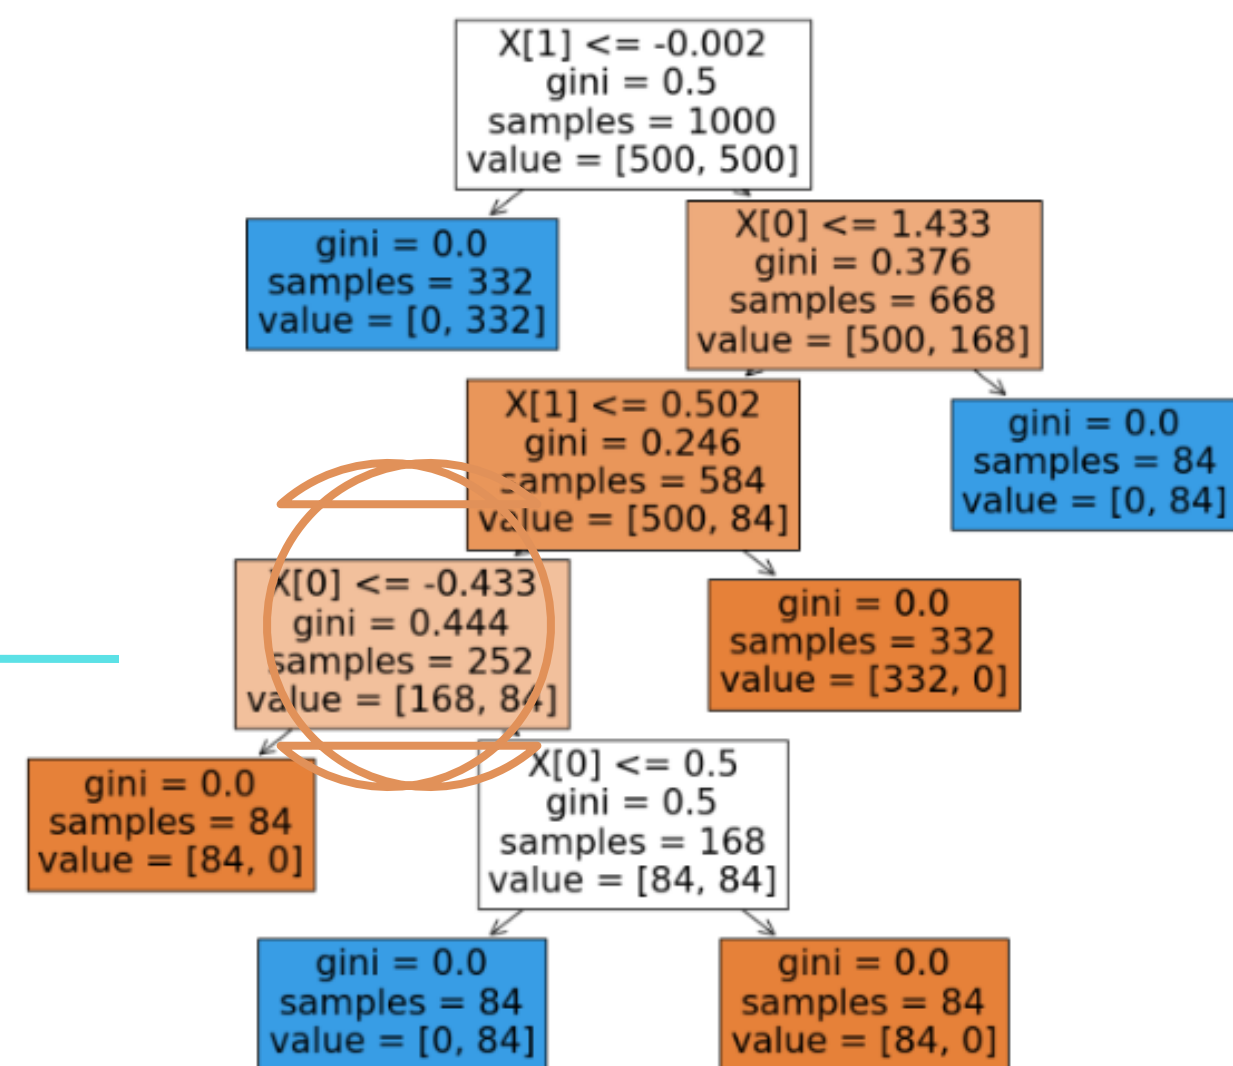 X[1] <= -0.002
gini = 0.5
samples = 1000
value = [500, 500]
gini = 0.0
samples = 332
value = [0, 332]
X[0] <= 1.433
gini = 0.376
samples = 668
value = [500, 168]
X[1] <= 0.502
gini = 0.246
samples = 584
value = [500, 84]
gini = 0.0
samples = 84
value = [0, 84]
X[0] <= -0.433
gini = 0.444
samples = 252
value = [168, 84]
gini = 0.0
samples = 332
value = [332, 0]
gini = 0.0
samples = 84
value = [84, 0]
X[0] <= 0.5
gini = 0.5
samples = 168
value = [84, 84]
gini = 0.0
samples = 84
value = [0, 84]
gini = 0.0
samples = 84
value = [84, 0]